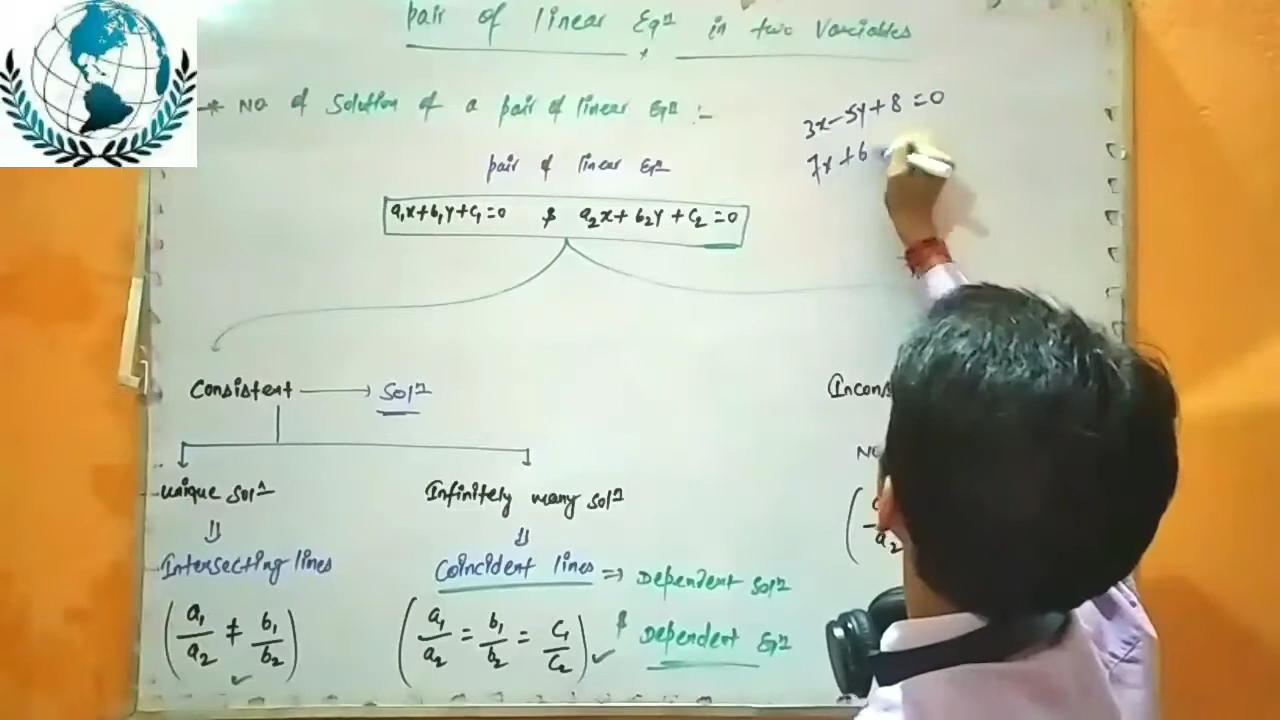 pair of linear Eqⁿ in two Variables
* NO of Solution of a pair of linear Eqⁿ :-
3x-5y+8=0
7x+6
pair of linear Eqⁿ
a₁x+b₁y+c₁=0 & a₂x+b₂y+c₂=0
Consistent → Solⁿ
unique Solⁿ
Infinitely many Solⁿ
⇓ ⇓
Intersecting lines
Coincident lines ⇒ Dependent Solⁿ
(a₁/a₂ ≠ b₁/b₂) ✓
(a₁/a₂ = b₁/b₂ = c₁/c₂) ✓
& Dependent Eqⁿ